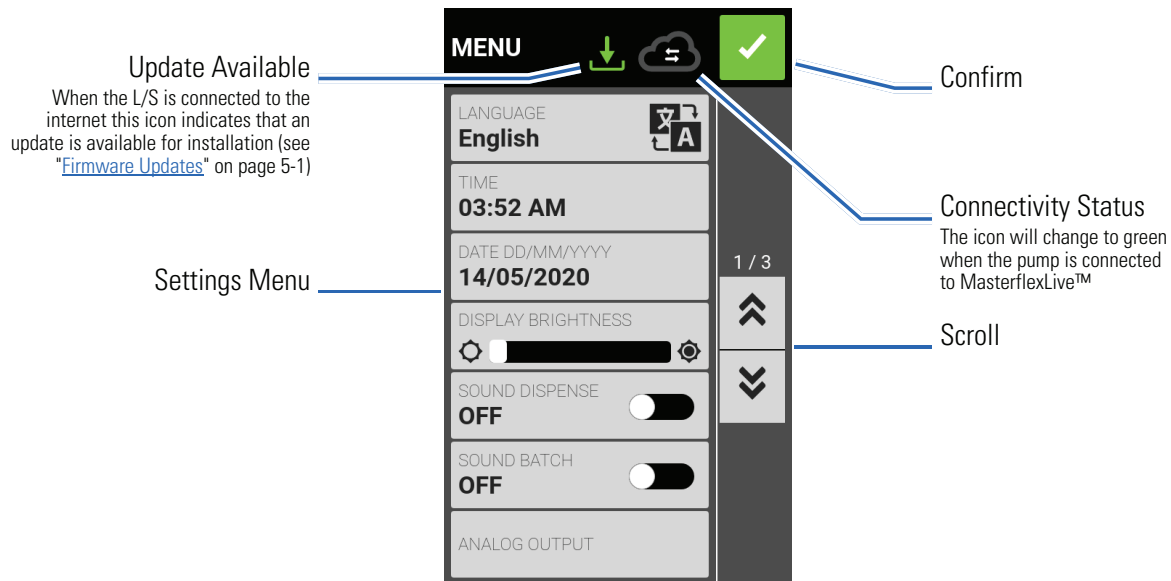 Update Available
When the L/S is connected to the
internet this icon indicates that an
update is available for installation (see
"Firmware Updates" on page 5-1)
Settings Menu
MENU
LANGUAGE
English
文
A
TIME
03:52 AM
DATE DD/MM/YYYY
14/05/2020
DISPLAY BRIGHTNESS
SOUND DISPENSE
OFF
SOUND BATCH
OFF
ANALOG OUTPUT
1 / 3
Confirm
Connectivity Status
The icon will change to green
when the pump is connected
to MasterflexLive™
Scroll